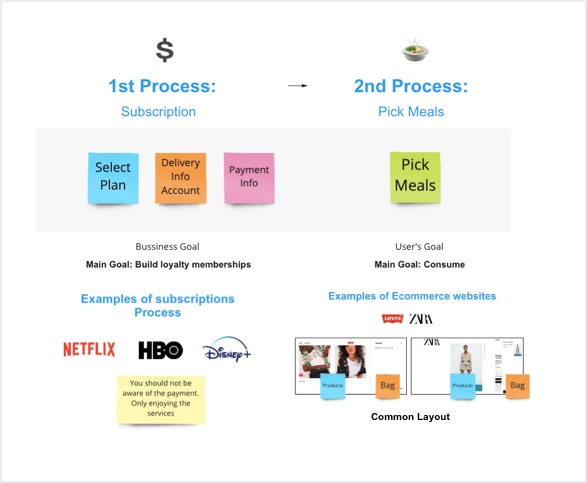 $
1st Process:
2nd Process:
Subscription
Pick Meals
Select
Plan
Delivery
Info
Account
Payment
Info
Pick
Meals
Bussiness Goal
User's Goal
Main Goal: Build loyalty memberships
Main Goal: Consume
Examples of subscriptions
Process
Examples of Ecommerce websites
NETFLIX
HBO
Disney+
LEVI'S
ZARA
You should not be
aware of the payment.
Only enjoying the
services
ZARA
Products
Bag
Products
Bag
Common Layout